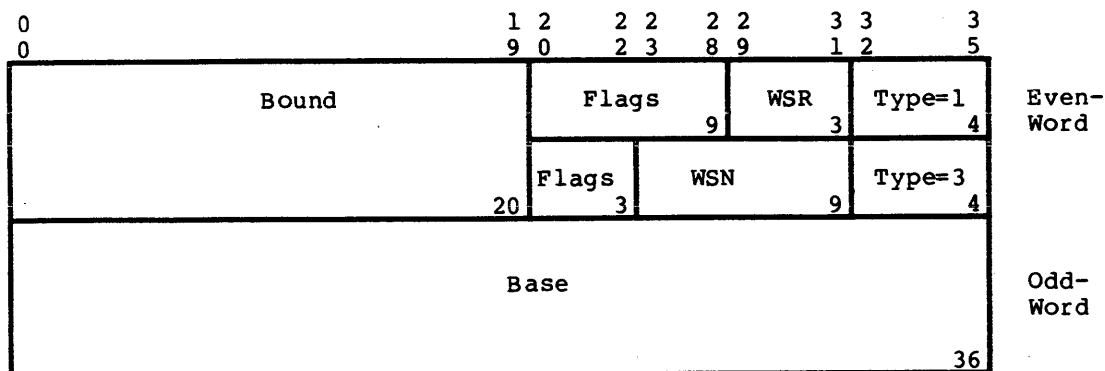 0 1 2 2 2 2 2 3 3 3
0 9 0 2 3 8 9 1 2 5
Bound Flags WSR Type=1 Even-
9 3 4 Word
Flags WSN Type=3
20 3 9 4
Base Odd-
Word
36